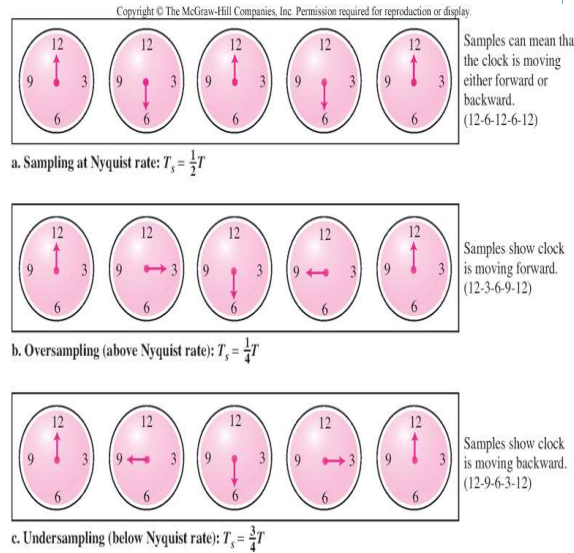 Copyright © The McGraw-Hill Companies, Inc. Permission required for reproduction or display.
12 12 12 12 12
9 3 9 3 9 3 9 3 9 3
6 6 6 6 6
Samples can mean tha
the clock is moving
either forward or
backward.
(12-6-12-6-12)
a. Sampling at Nyquist rate: Ts = 1/2 T
12 12 12 12 12
9 3 9 3 9 3 9 3 9 3
6 6 6 6 6
Samples show clock
is moving forward.
(12-3-6-9-12)
b. Oversampling (above Nyquist rate): Ts = 1/4 T
12 12 12 12 12
9 3 9 3 9 3 9 3 9 3
6 6 6 6 6
Samples show clock
is moving backward.
(12-9-6-3-12)
c. Undersampling (below Nyquist rate): Ts = 3/4 T